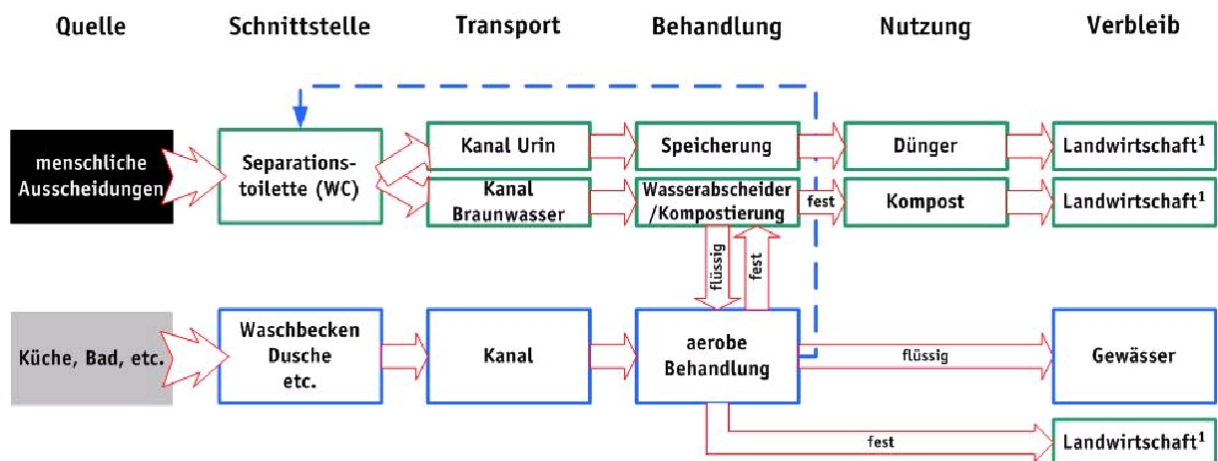 Quelle Schnittstelle Transport Behandlung Nutzung Verbleib
menschliche
Ausscheidungen
Separations-
toilette (WC)
Kanal Urin
Speicherung
Dünger
Landwirtschaft¹
Kanal
Braunwasser
Wasserabscheider
/Kompostierung
fest
Kompost
Landwirtschaft¹
flüssig
fest
Küche, Bad, etc.
Waschbecken
Dusche
etc.
Kanal
aerobe
Behandlung
flüssig
Gewässer
fest
Landwirtschaft¹